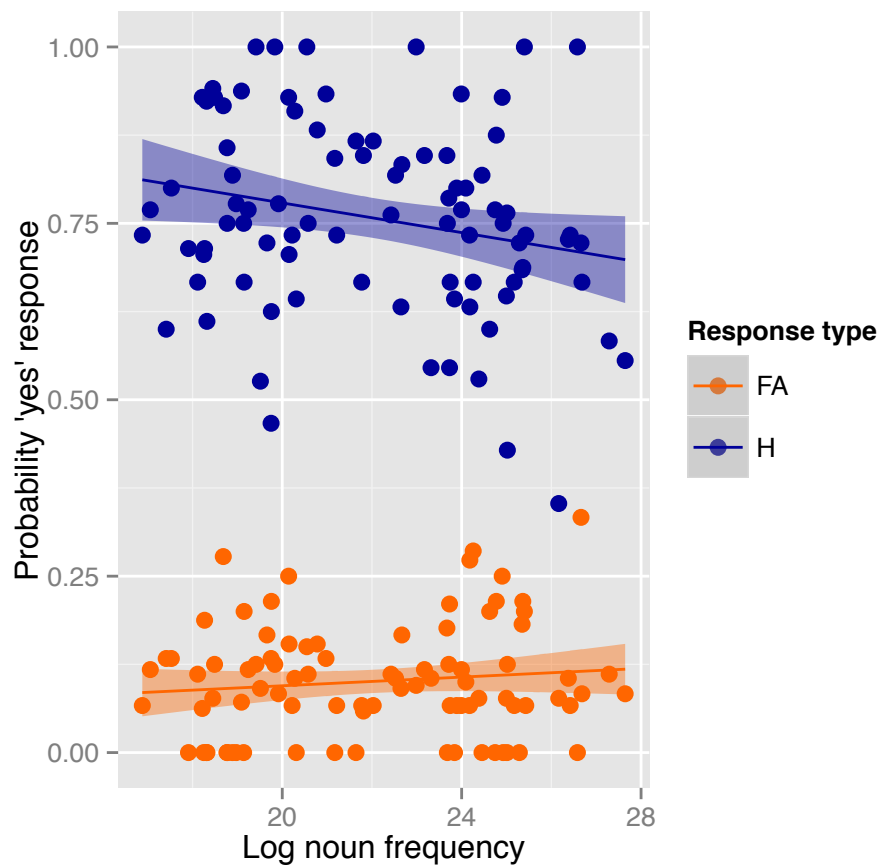 1.00
0.75
0.50
0.25
0.00
Probability 'yes' response
20
24
28
Log noun frequency
Response type
FA
H